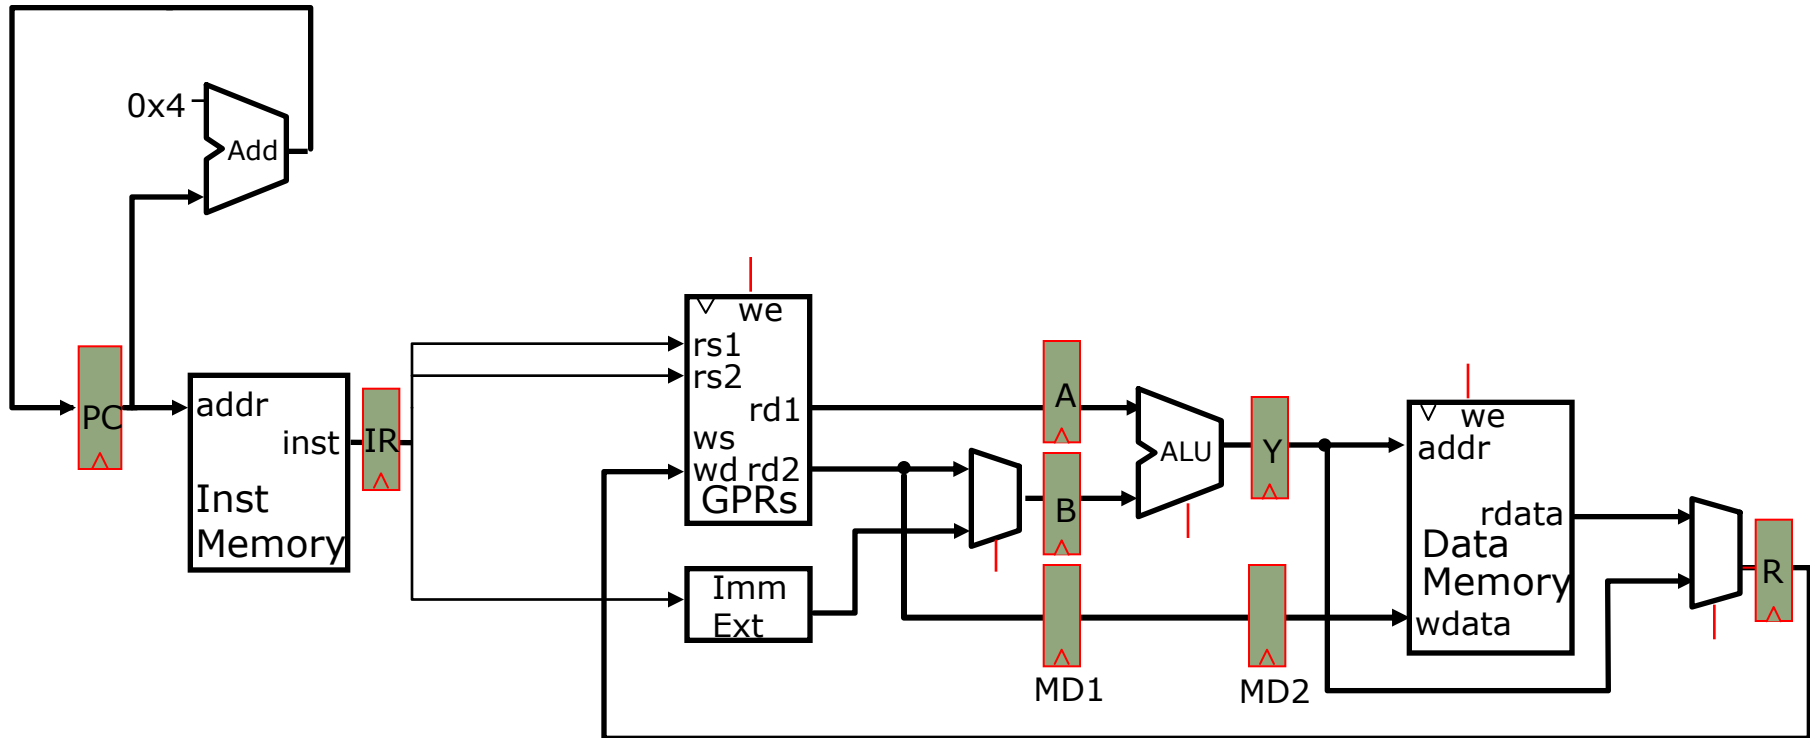 0x4
Add
PC
addr
inst
Inst
Memory
IR
we
rs1
rs2
rd1
ws
wd rd2
GPRs
Imm
Ext
A
B
MD1
ALU
Y
MD2
we
addr
rdata
Data
Memory
wdata
R